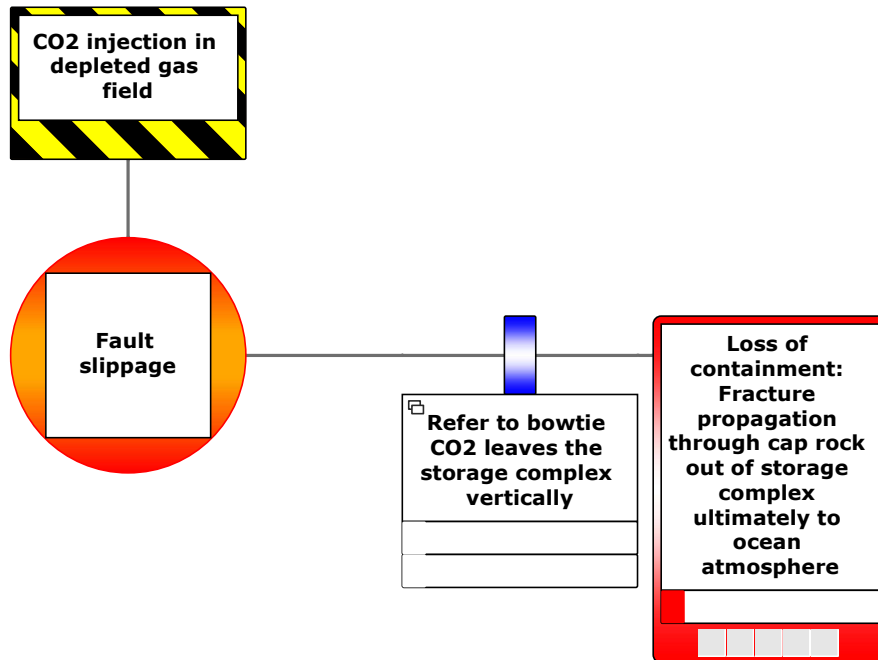 CO2 injection in
depleted gas
field
Fault
slippage
Refer to bowtie
CO2 leaves the
storage complex
vertically
Loss of
containment:
Fracture
propagation
through cap rock
out of storage
complex
ultimately to
ocean
atmosphere